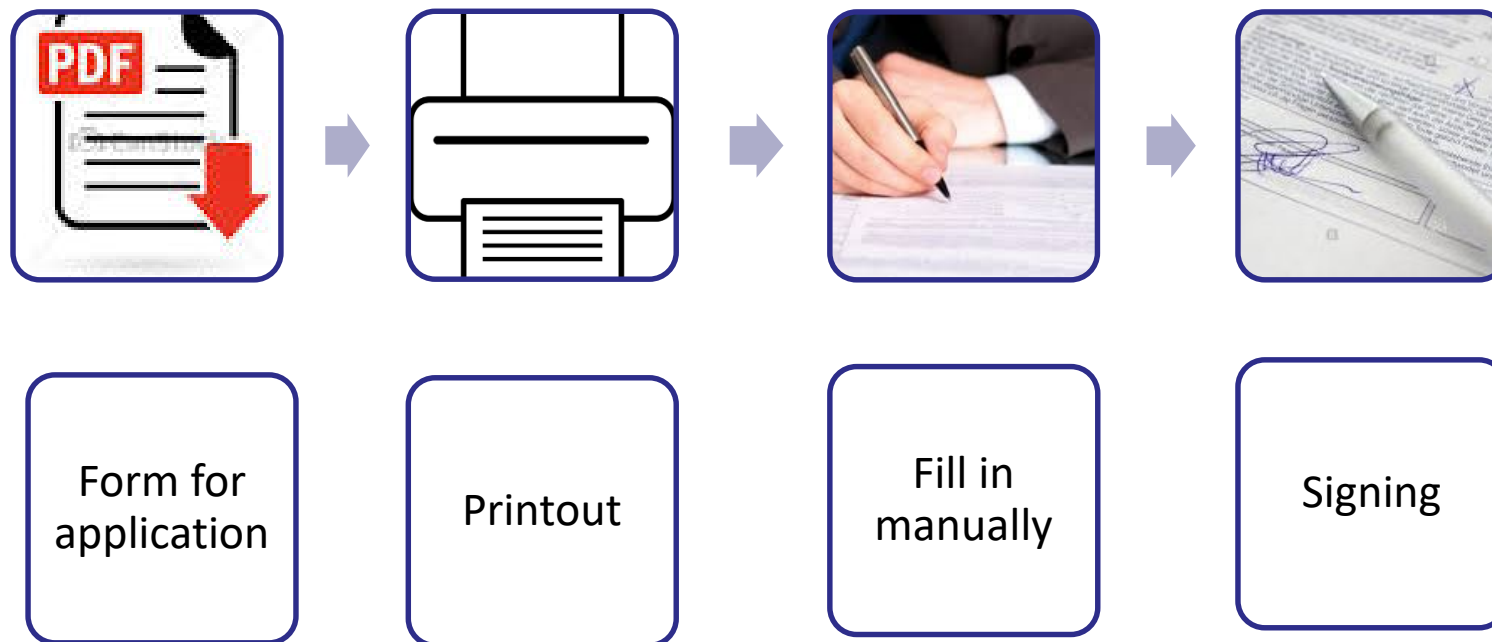 PDF
Form for
application
Printout
Fill in
manually
Signing